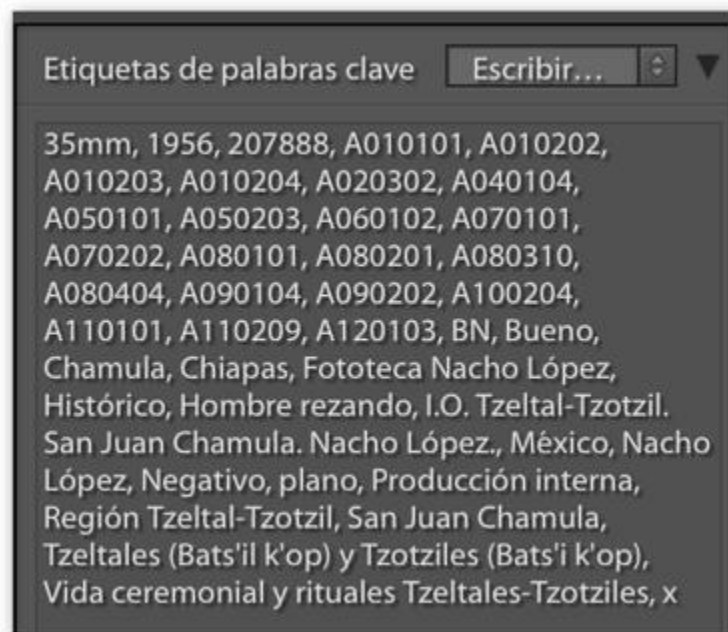 Etiquetas de palabras clave Escribir...
35mm, 1956, 207888, A010101, A010202,
A010203, A010204, A020302, A040104,
A050101, A050203, A060102, A070101,
A070202, A080101, A080201, A080310,
A080404, A090104, A090202, A100204,
A110101, A110209, A120103, BN, Bueno,
Chamula, Chiapas, Fototeca Nacho López,
Histórico, Hombre rezando, I.O. Tzeltal-Tzotzil.
San Juan Chamula. Nacho López., México, Nacho
López, Negativo, plano, Producción interna,
Región Tzeltal-Tzotzil, San Juan Chamula,
Tzeltales (Bats'il k'op) y Tzotziles (Bats'i k'op),
Vida ceremonial y rituales Tzeltales-Tzotziles, x